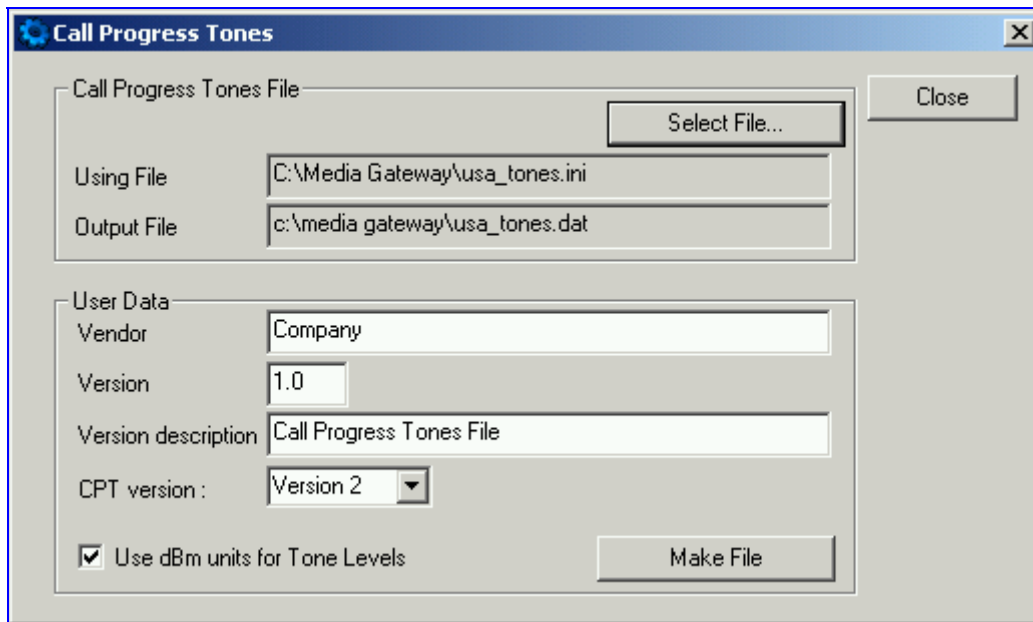 Call Progress Tones
Call Progress Tones File
Close
Select File...
Using File C:\Media Gateway\usa_tones.ini
Output File c:\media gateway\usa_tones.dat
User Data
Vendor Company
Version 1.0
Version description Call Progress Tones File
CPT version : Version 2
Use dBm units for Tone Levels Make File